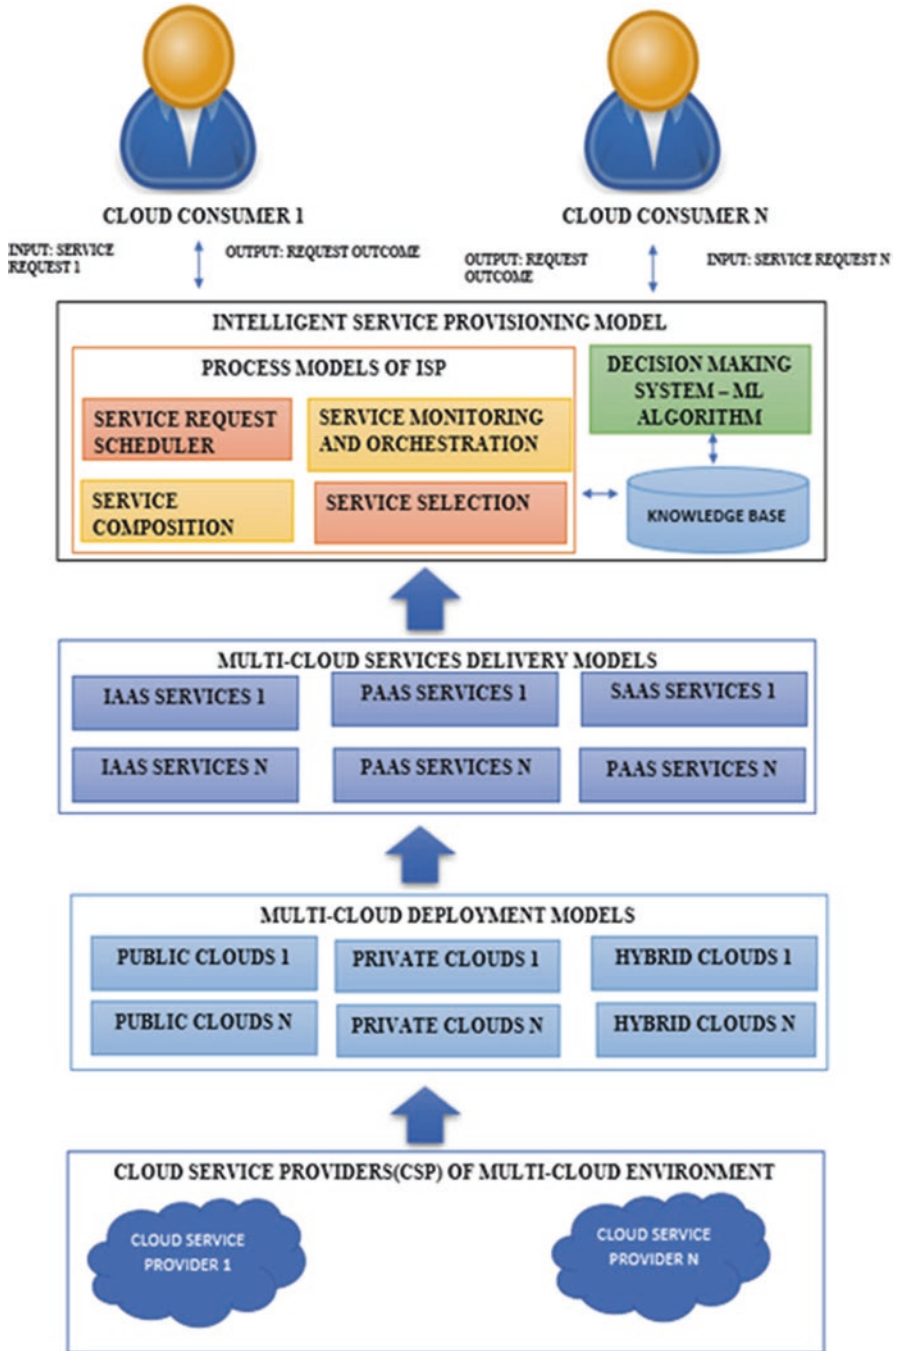 CLOUD CONSUMER 1
CLOUD CONSUMER N
INPUT: SERVICE
REQUEST 1
OUTPUT: REQUEST OUTCOME
OUTPUT: REQUEST
OUTCOME
INPUT: SERVICE REQUEST N
INTELLIGENT SERVICE PROVISIONING MODEL
PROCESS MODELS OF ISP
SERVICE REQUEST
SCHEDULER
SERVICE MONITORING
AND ORCHESTRATION
SERVICE
COMPOSITION
SERVICE SELECTION
DECISION MAKING
SYSTEM – ML
ALGORITHM
KNOWLEDGE BASE
MULTI-CLOUD SERVICES DELIVERY MODELS
IAAS SERVICES 1
PAAS SERVICES 1
SAAS SERVICES 1
IAAS SERVICES N
PAAS SERVICES N
PAAS SERVICES N
MULTI-CLOUD DEPLOYMENT MODELS
PUBLIC CLOUDS 1
PRIVATE CLOUDS 1
HYBRID CLOUDS 1
PUBLIC CLOUDS N
PRIVATE CLOUDS N
HYBRID CLOUDS N
CLOUD SERVICE PROVIDERS(CSP) OF MULTI-CLOUD ENVIRONMENT
CLOUD SERVICE
PROVIDER 1
CLOUD SERVICE
PROVIDER N